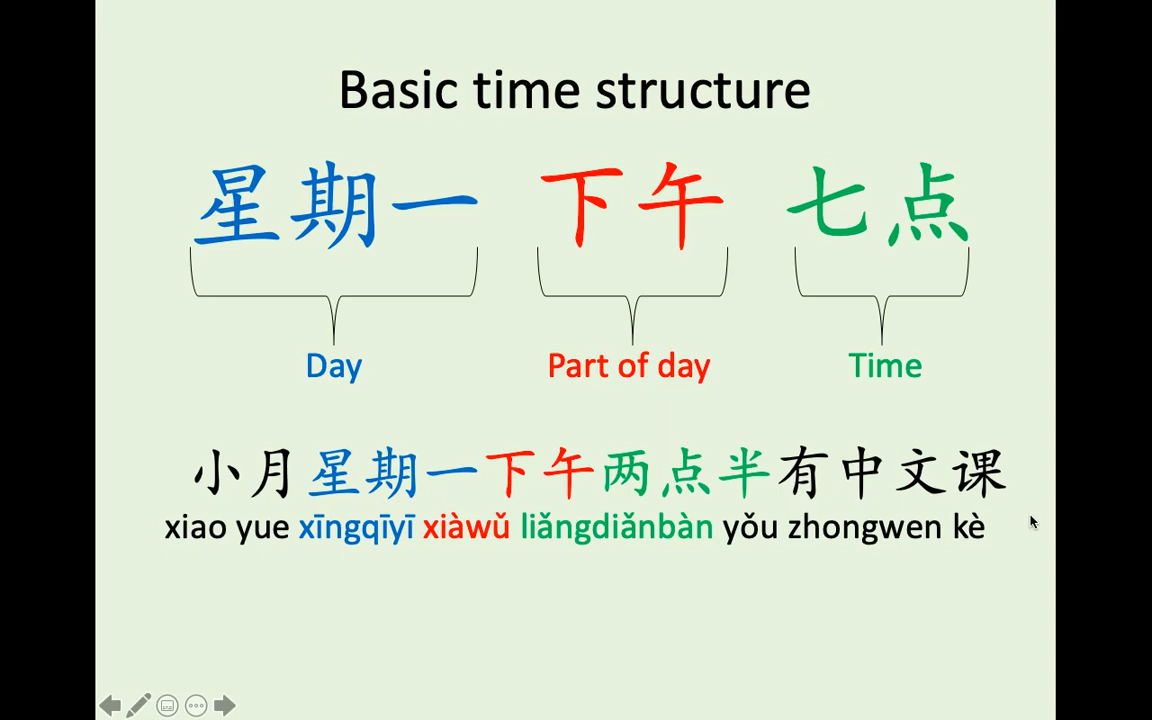 Basic time structure
星期一 下午 七点
Day Part of day Time
小月星期一下午两点半有中文课
xiao yue xīngqīyī xiàwǔ liǎngdiǎnbàn yǒu zhongwen kè